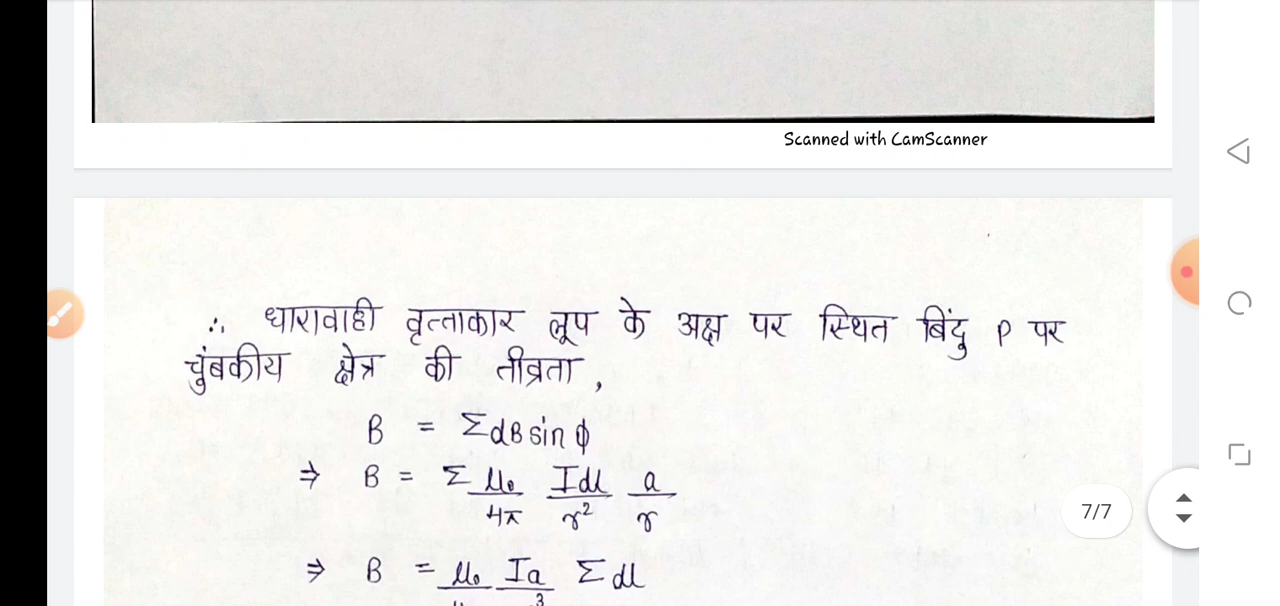 Scanned with CamScanner
∴ धारावाही वृत्ताकार लूप के अक्ष पर स्थित बिंदु P पर
चुंबकीय क्षेत्र की तीव्रता,
B = ΣdB sin ϕ
⇒ B = Σ μ₀/4π Idl/r² a/r
7/7
⇒ B = μ₀ Ia Σdl